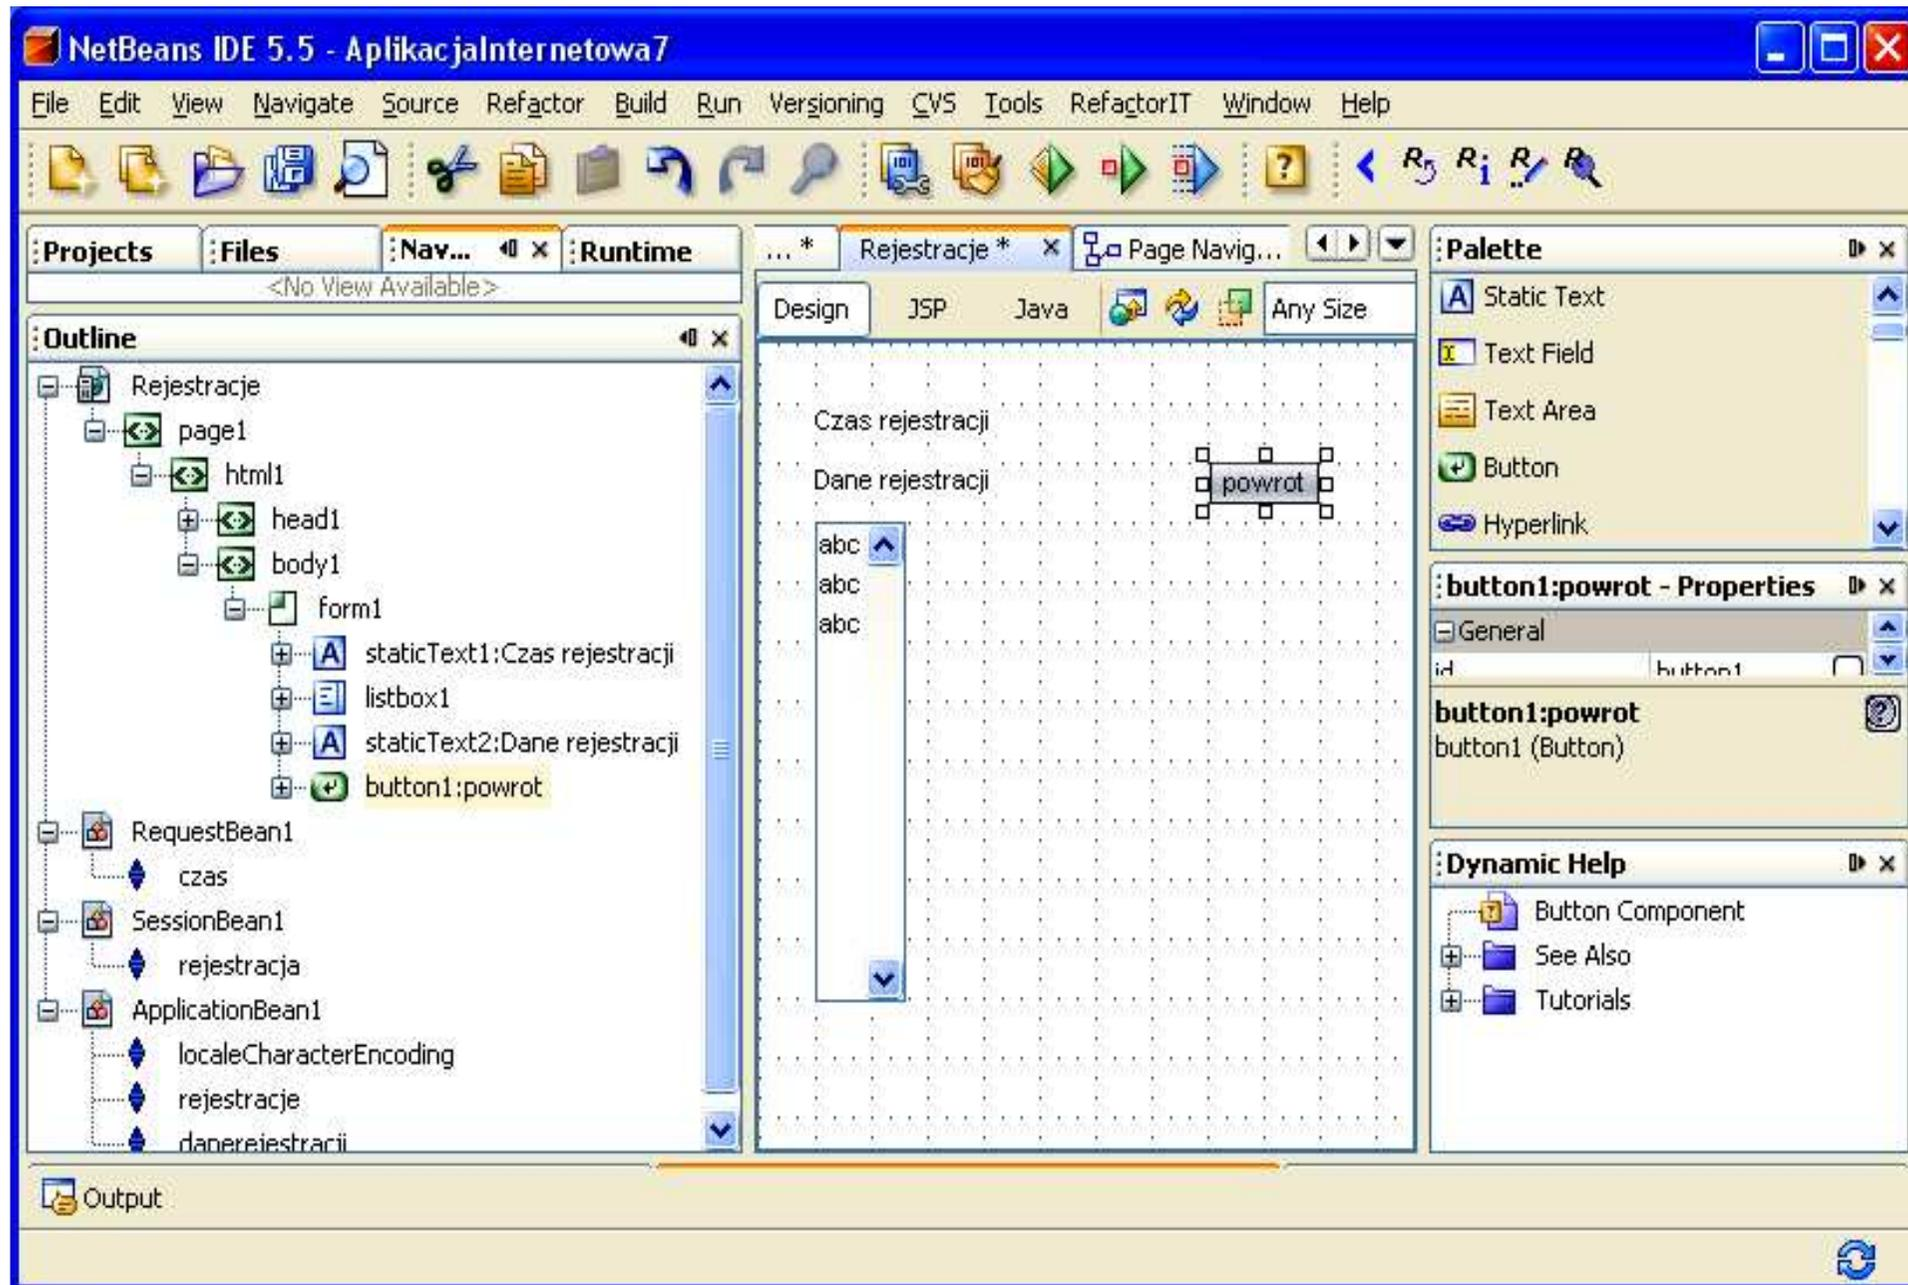 NetBeans IDE 5.5 - AplikacjaInternetowa7
File Edit View Navigate Source Refactor Build Run Versioning CVS Tools RefactorIT Window Help
Projects Files Nav... Runtime
<No View Available>
Outline
Rejestracje
page1
html1
head1
body1
form1
staticText1:Czas rejestracji
listbox1
staticText2:Dane rejestracji
button1:powrot
RequestBean1
czas
SessionBean1
rejestracja
ApplicationBean1
localeCharacterEncoding
rejestracje
danerejestracji
... * Rejestracje * Page Navig...
Design JSP Java Any Size
Czas rejestracji
Dane rejestracji
powrot
abc
abc
abc
Palette
Static Text
Text Field
Text Area
Button
Hyperlink
button1:powrot - Properties
General
id button1
button1:powrot
button1 (Button)
Dynamic Help
Button Component
See Also
Tutorials
Output